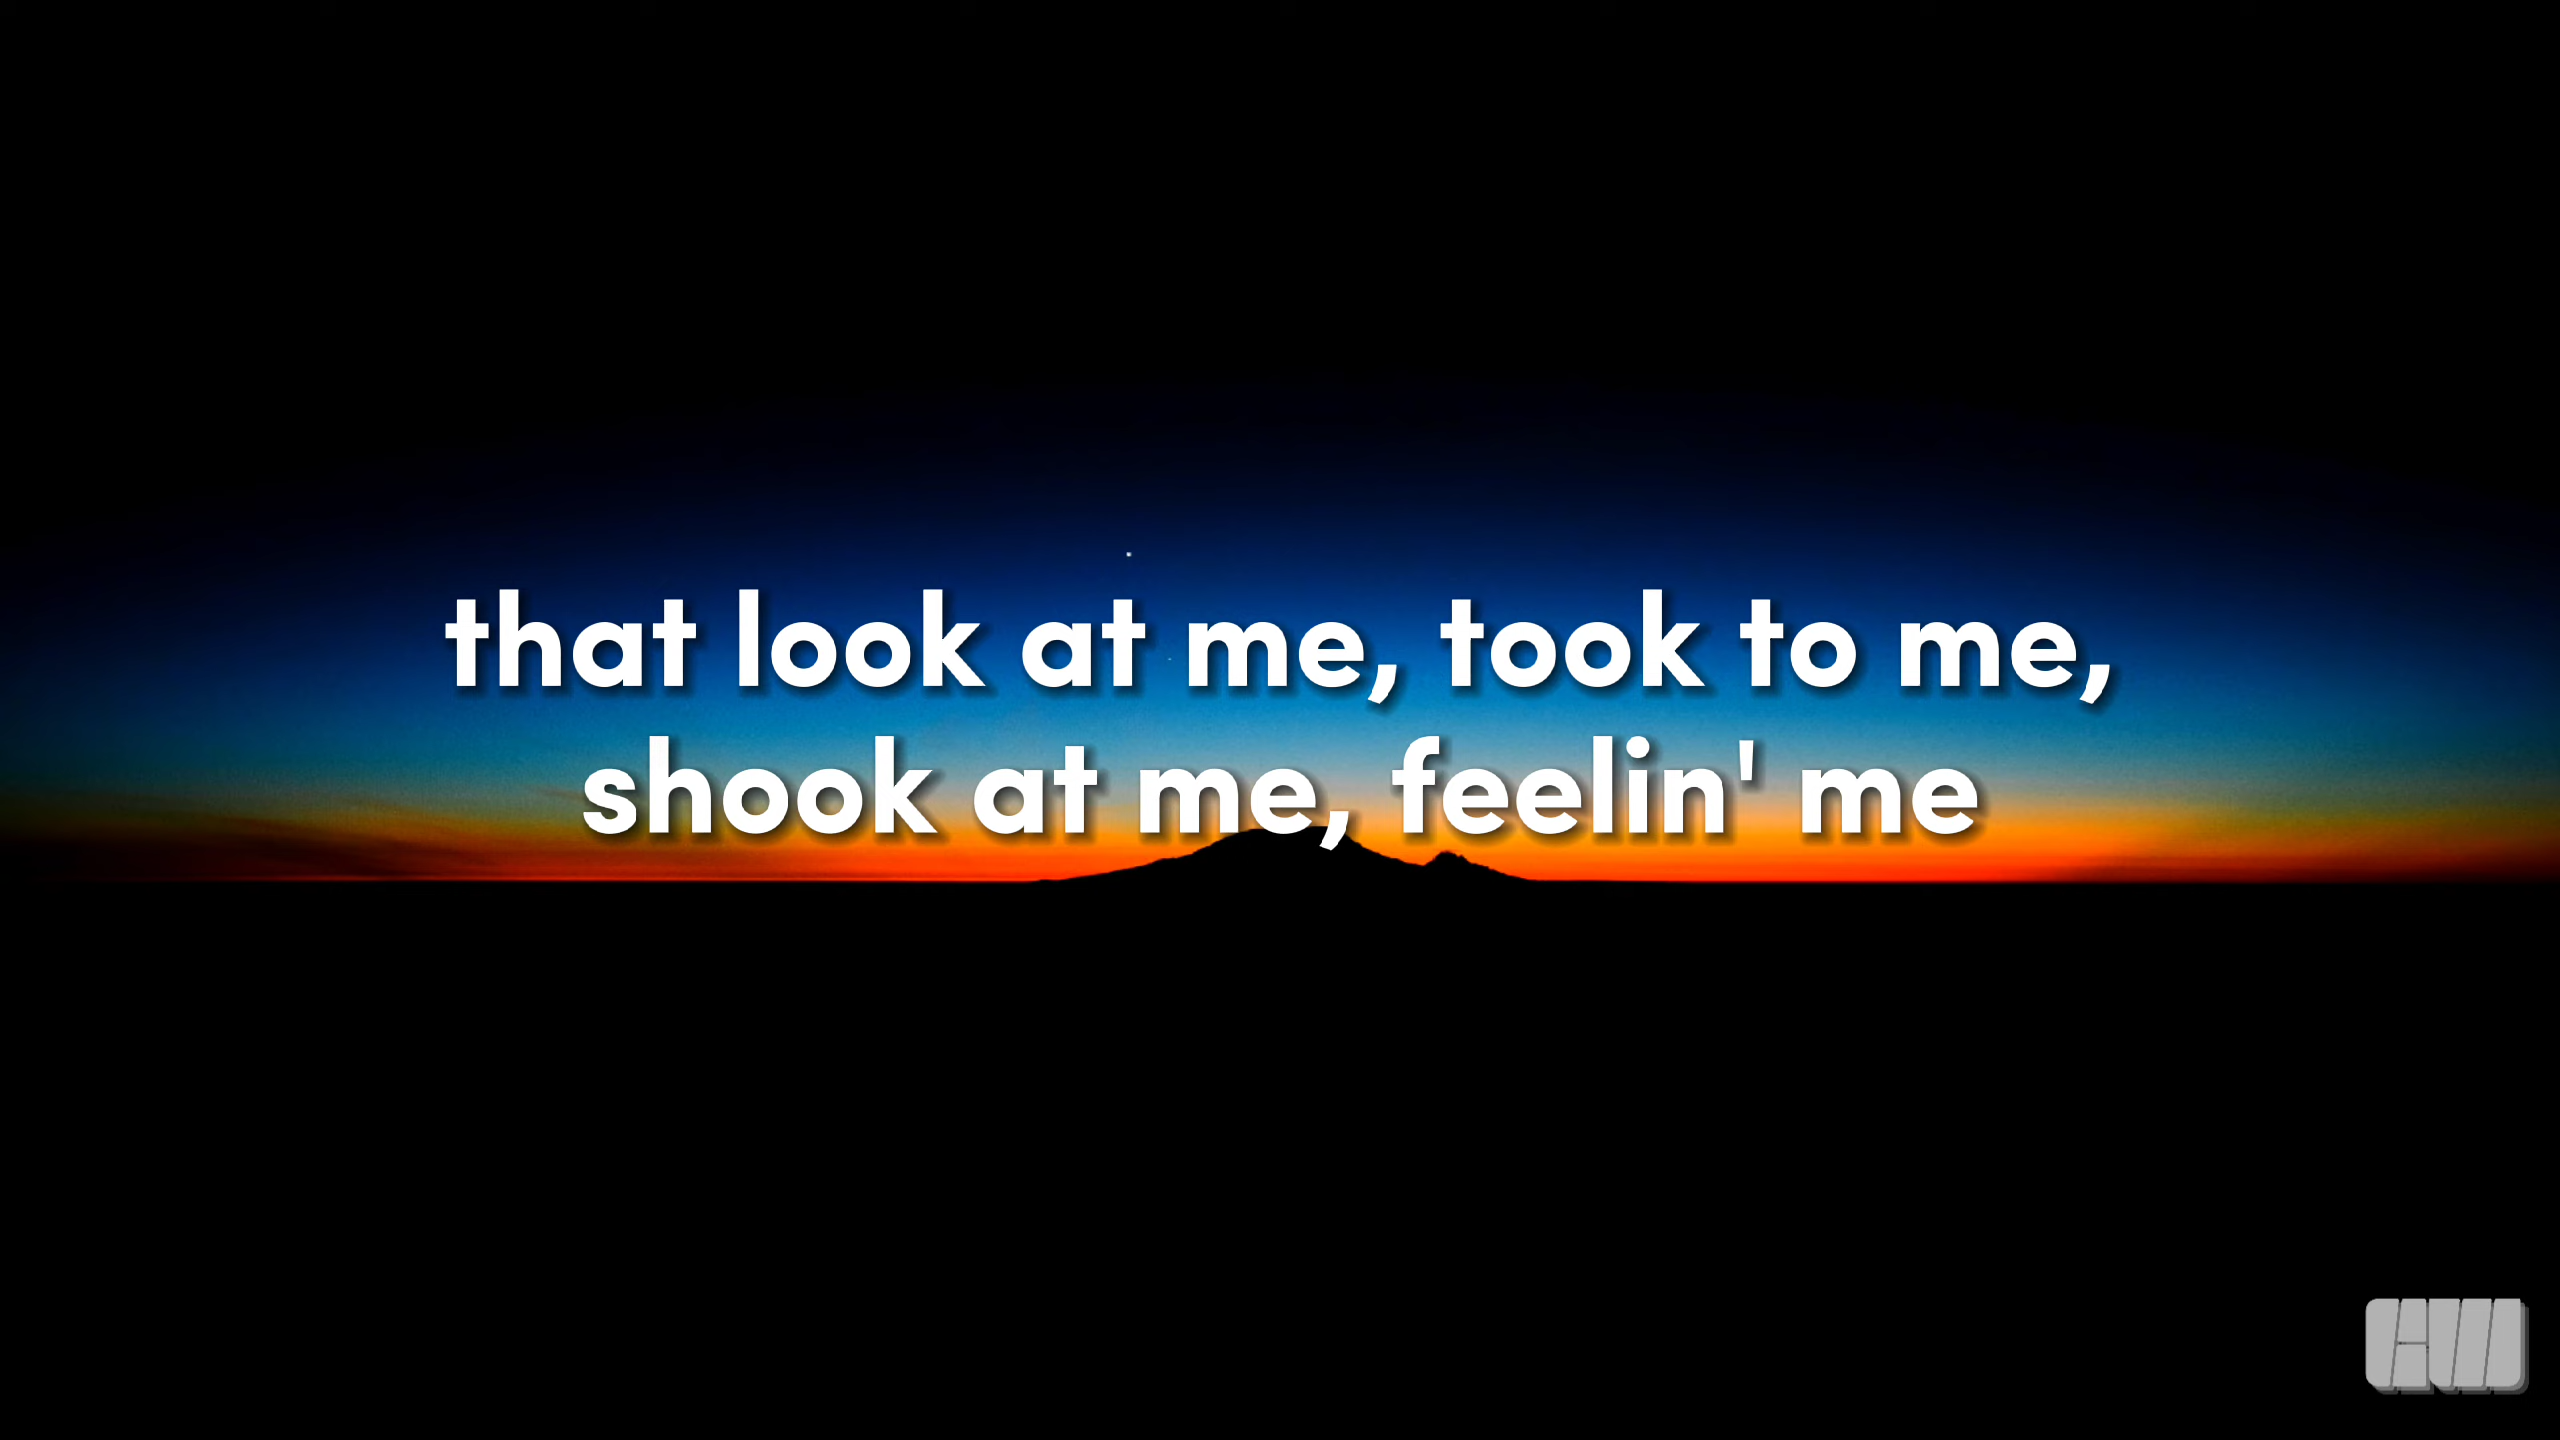 that look at me, took to me,
shook at me, feelin' me